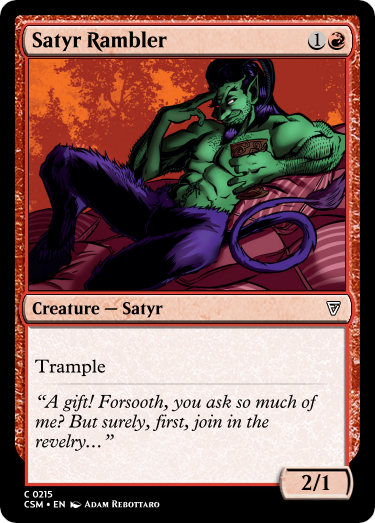 Satyr Rambler 1
Creature — Satyr
Trample
“A gift! Forsooth, you ask so much of
me? But surely, first, join in the
revelry…”
2/1
C 0215
CSM • EN Adam Rebottaro